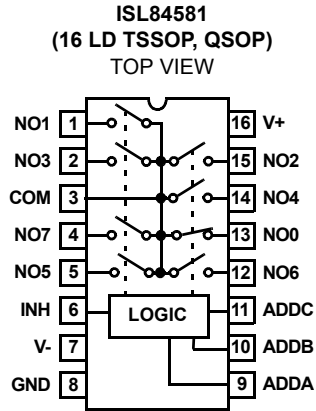 ISL84581
(16 LD TSSOP, QSOP)
TOP VIEW
NO1 1 16 V+
NO3 2 15 NO2
COM 3 14 NO4
NO7 4 13 NO0
NO5 5 12 NO6
INH 6 LOGIC 11 ADDC
V- 7 10 ADDB
GND 8 9 ADDA